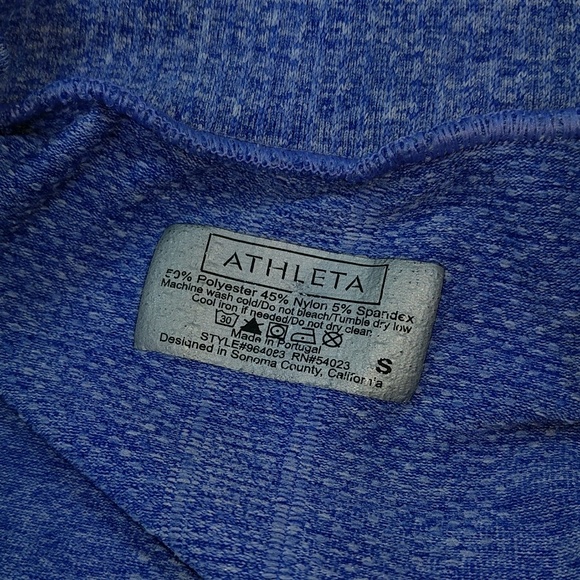 ATHLETA
50% Polyester 45% Nylon 5% Spandex
Machine wash cold/Do not bleach/Tumble dry low
Cool iron if needed/Do not dry clean
30
Made in Portugal
STYLE#964083 RN#54023
Designed in Sonoma County, California
S